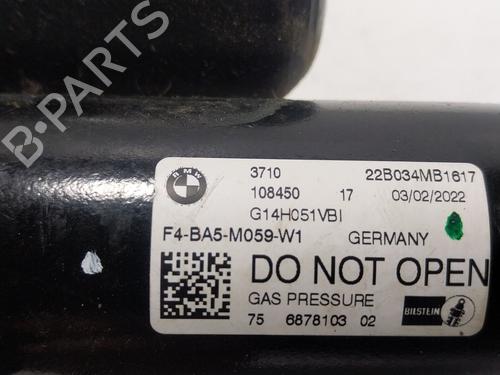 B-PARTS
BMW
3710 22B034MB1617
108450 17 03/02/2022
G14H051VBI
F4-BA5-M059-W1 GERMANY
DO NOT OPEN
GAS PRESSURE
75 6878103 02 BILSTEIN